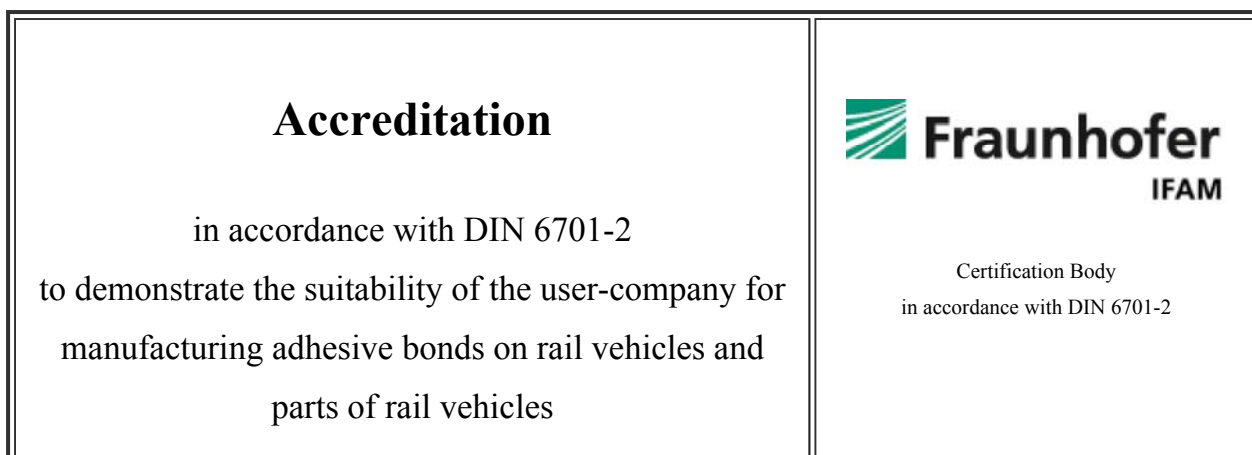 Accreditation
in accordance with DIN 6701-2
to demonstrate the suitability of the user-company for
manufacturing adhesive bonds on rail vehicles and
parts of rail vehicles
Fraunhofer
IFAM
Certification Body
in accordance with DIN 6701-2